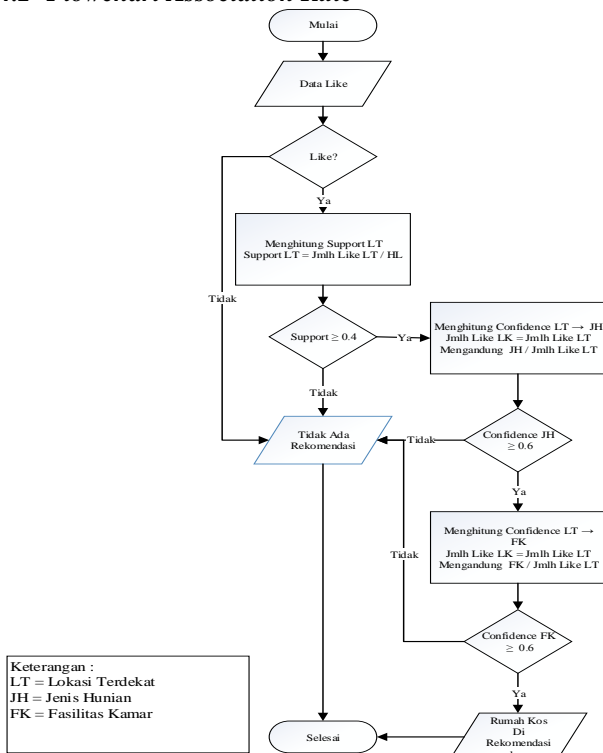 Flowchart Association Rule
Mulai
Data Like
Like?
Ya
Menghitung Support LT
Support LT = Jmlh Like LT / HL
Tidak
Support ≥ 0.4
Ya
Menghitung Confidence LT → JH
Jmlh Like LK = Jmlh Like LT
Mengandung JH / Jmlh Like LT
Tidak
Tidak Ada
Rekomendasi
Tidak
Confidence JH
≥ 0.6
Ya
Menghitung Confidence LT →
FK
Jmlh Like LK = Jmlh Like LT
Mengandung FK / Jmlh Like LT
Tidak
Confidence FK
≥ 0.6
Ya
Rumah Kos
Di
Rekomendasi
Selesai
Keterangan :
LT = Lokasi Terdekat
JH = Jenis Hunian
FK = Fasilitas Kamar